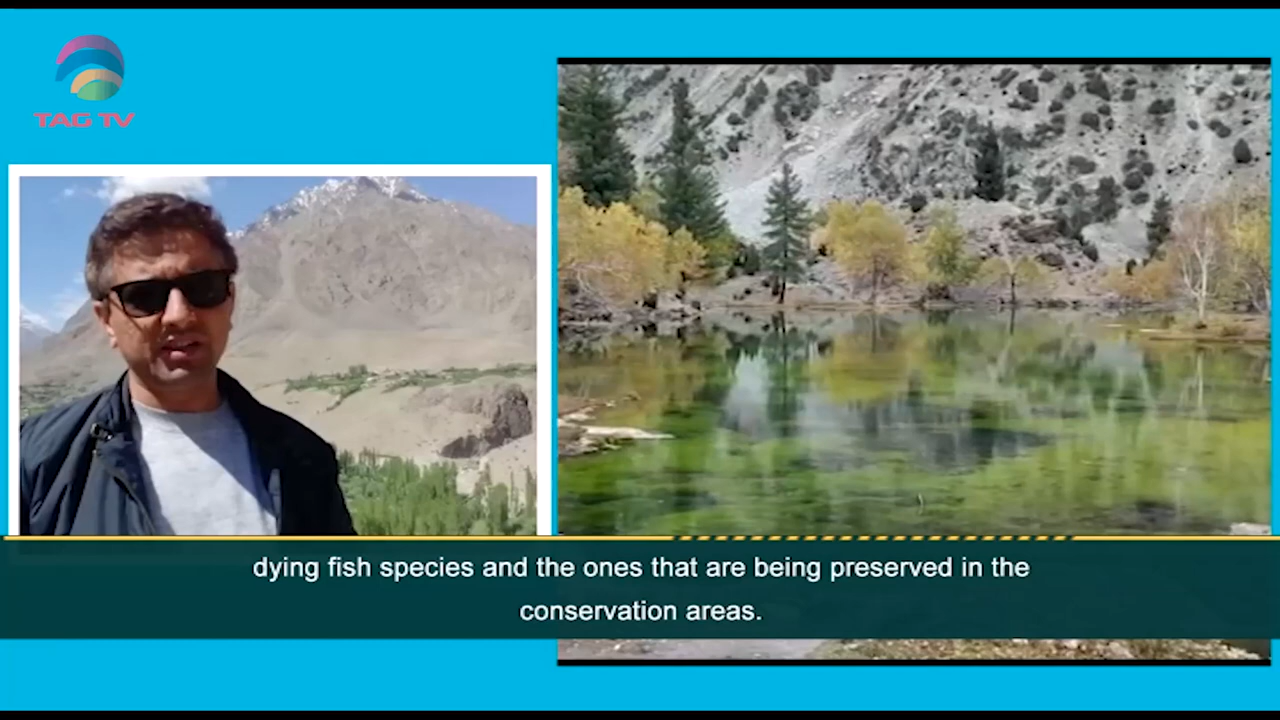 TAG TV
dying fish species and the ones that are being preserved in the
conservation areas.